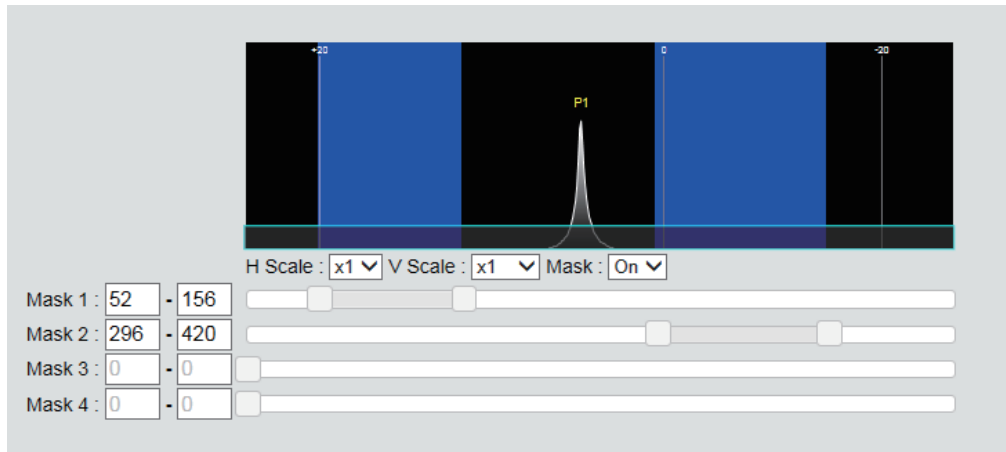 +20 0 -20
P1
H Scale : x1 V Scale : x1 Mask : On
Mask 1 : 52 - 156
Mask 2 : 296 - 420
Mask 3 : 0 - 0
Mask 4 : 0 - 0